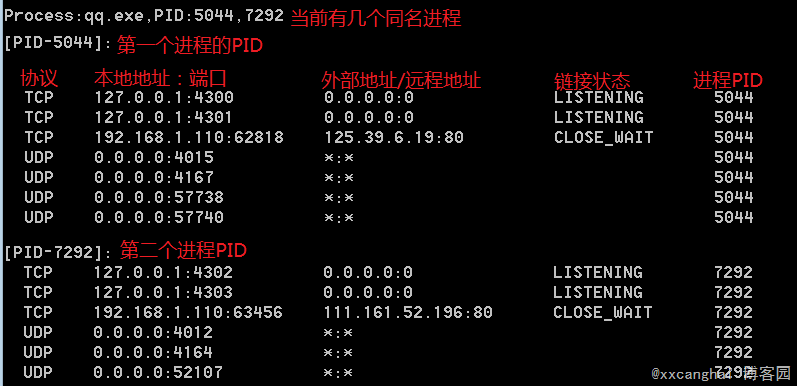 Process:qq.exe,PID:5044,7292 当前有几个同名进程
[PID-5044]: 第一个进程的PID
协议 本地地址:端口 外部地址/远程地址 链接状态 进程PID
TCP 127.0.0.1:4300 0.0.0.0:0 LISTENING 5044
TCP 127.0.0.1:4301 0.0.0.0:0 LISTENING 5044
TCP 192.168.1.110:62818 125.39.6.19:80 CLOSE_WAIT 5044
UDP 0.0.0.0:4015 *:* 5044
UDP 0.0.0.0:4167 *:* 5044
UDP 0.0.0.0:57738 *:* 5044
UDP 0.0.0.0:57740 *:* 5044
[PID-7292]: 第二个进程PID
TCP 127.0.0.1:4302 0.0.0.0:0 LISTENING 7292
TCP 127.0.0.1:4303 0.0.0.0:0 LISTENING 7292
TCP 192.168.1.110:63456 111.161.52.196:80 CLOSE_WAIT 7292
UDP 0.0.0.0:4012 *:* 7292
UDP 0.0.0.0:4164 *:* 7292
UDP 0.0.0.0:52107 *:* 7292
@xxcanghai 博客园